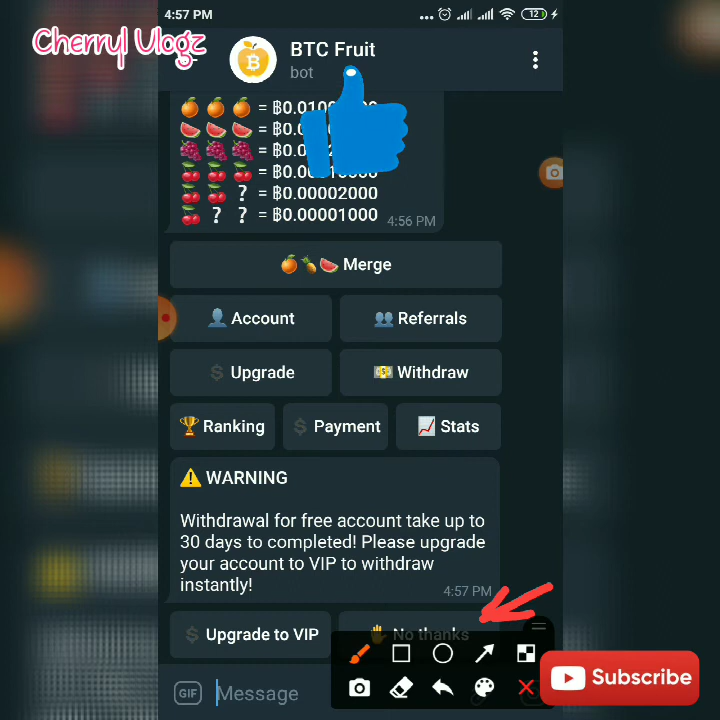 4:57 PM
12
Cherryl Vlogz
BTC Fruit
bot
= ฿0.01
= ฿0.0
= ฿0.0
= ฿0.00
? = ฿0.00002000
? ? = ฿0.00001000
4:56 PM
Merge
Account
Referrals
$ Upgrade
Withdraw
Ranking
$ Payment
Stats
WARNING
Withdrawal for free account take up to
30 days to completed! Please upgrade
your account to VIP to withdraw
instantly!
4:57 PM
$ Upgrade to VIP
No thanks
GIF
Message
Subscribe